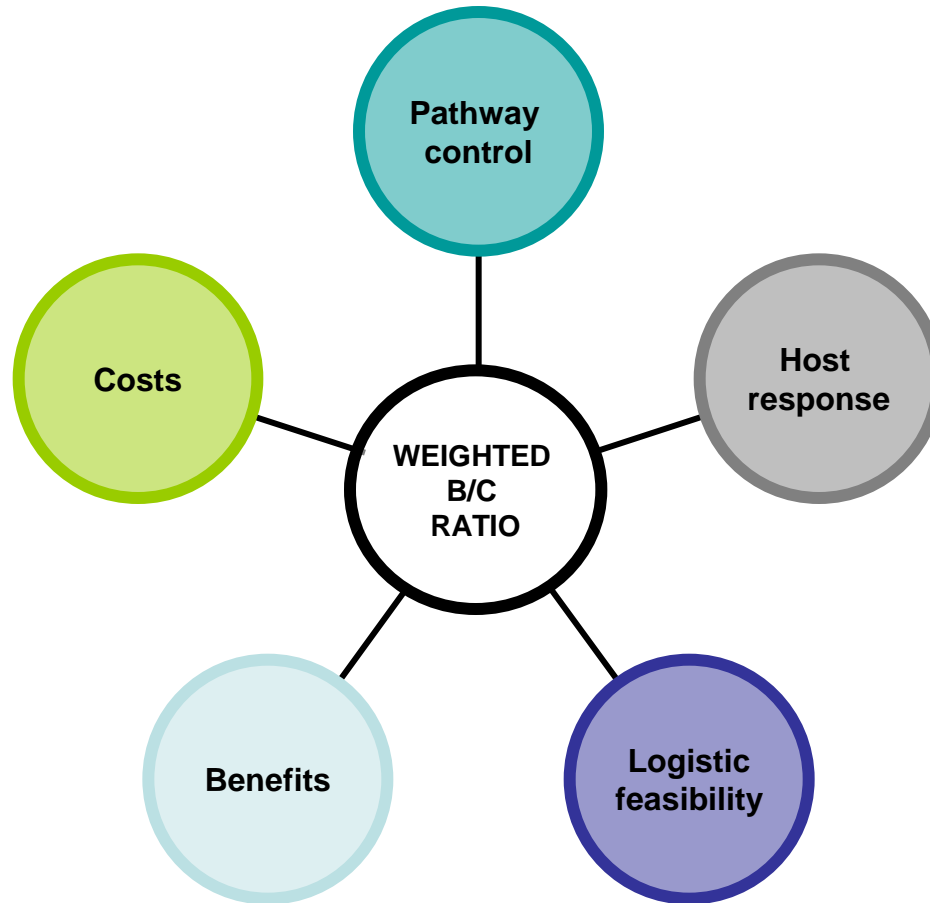 Pathway
control
Host
response
Costs
WEIGHTED
B/C
RATIO
Benefits
Logistic
feasibility